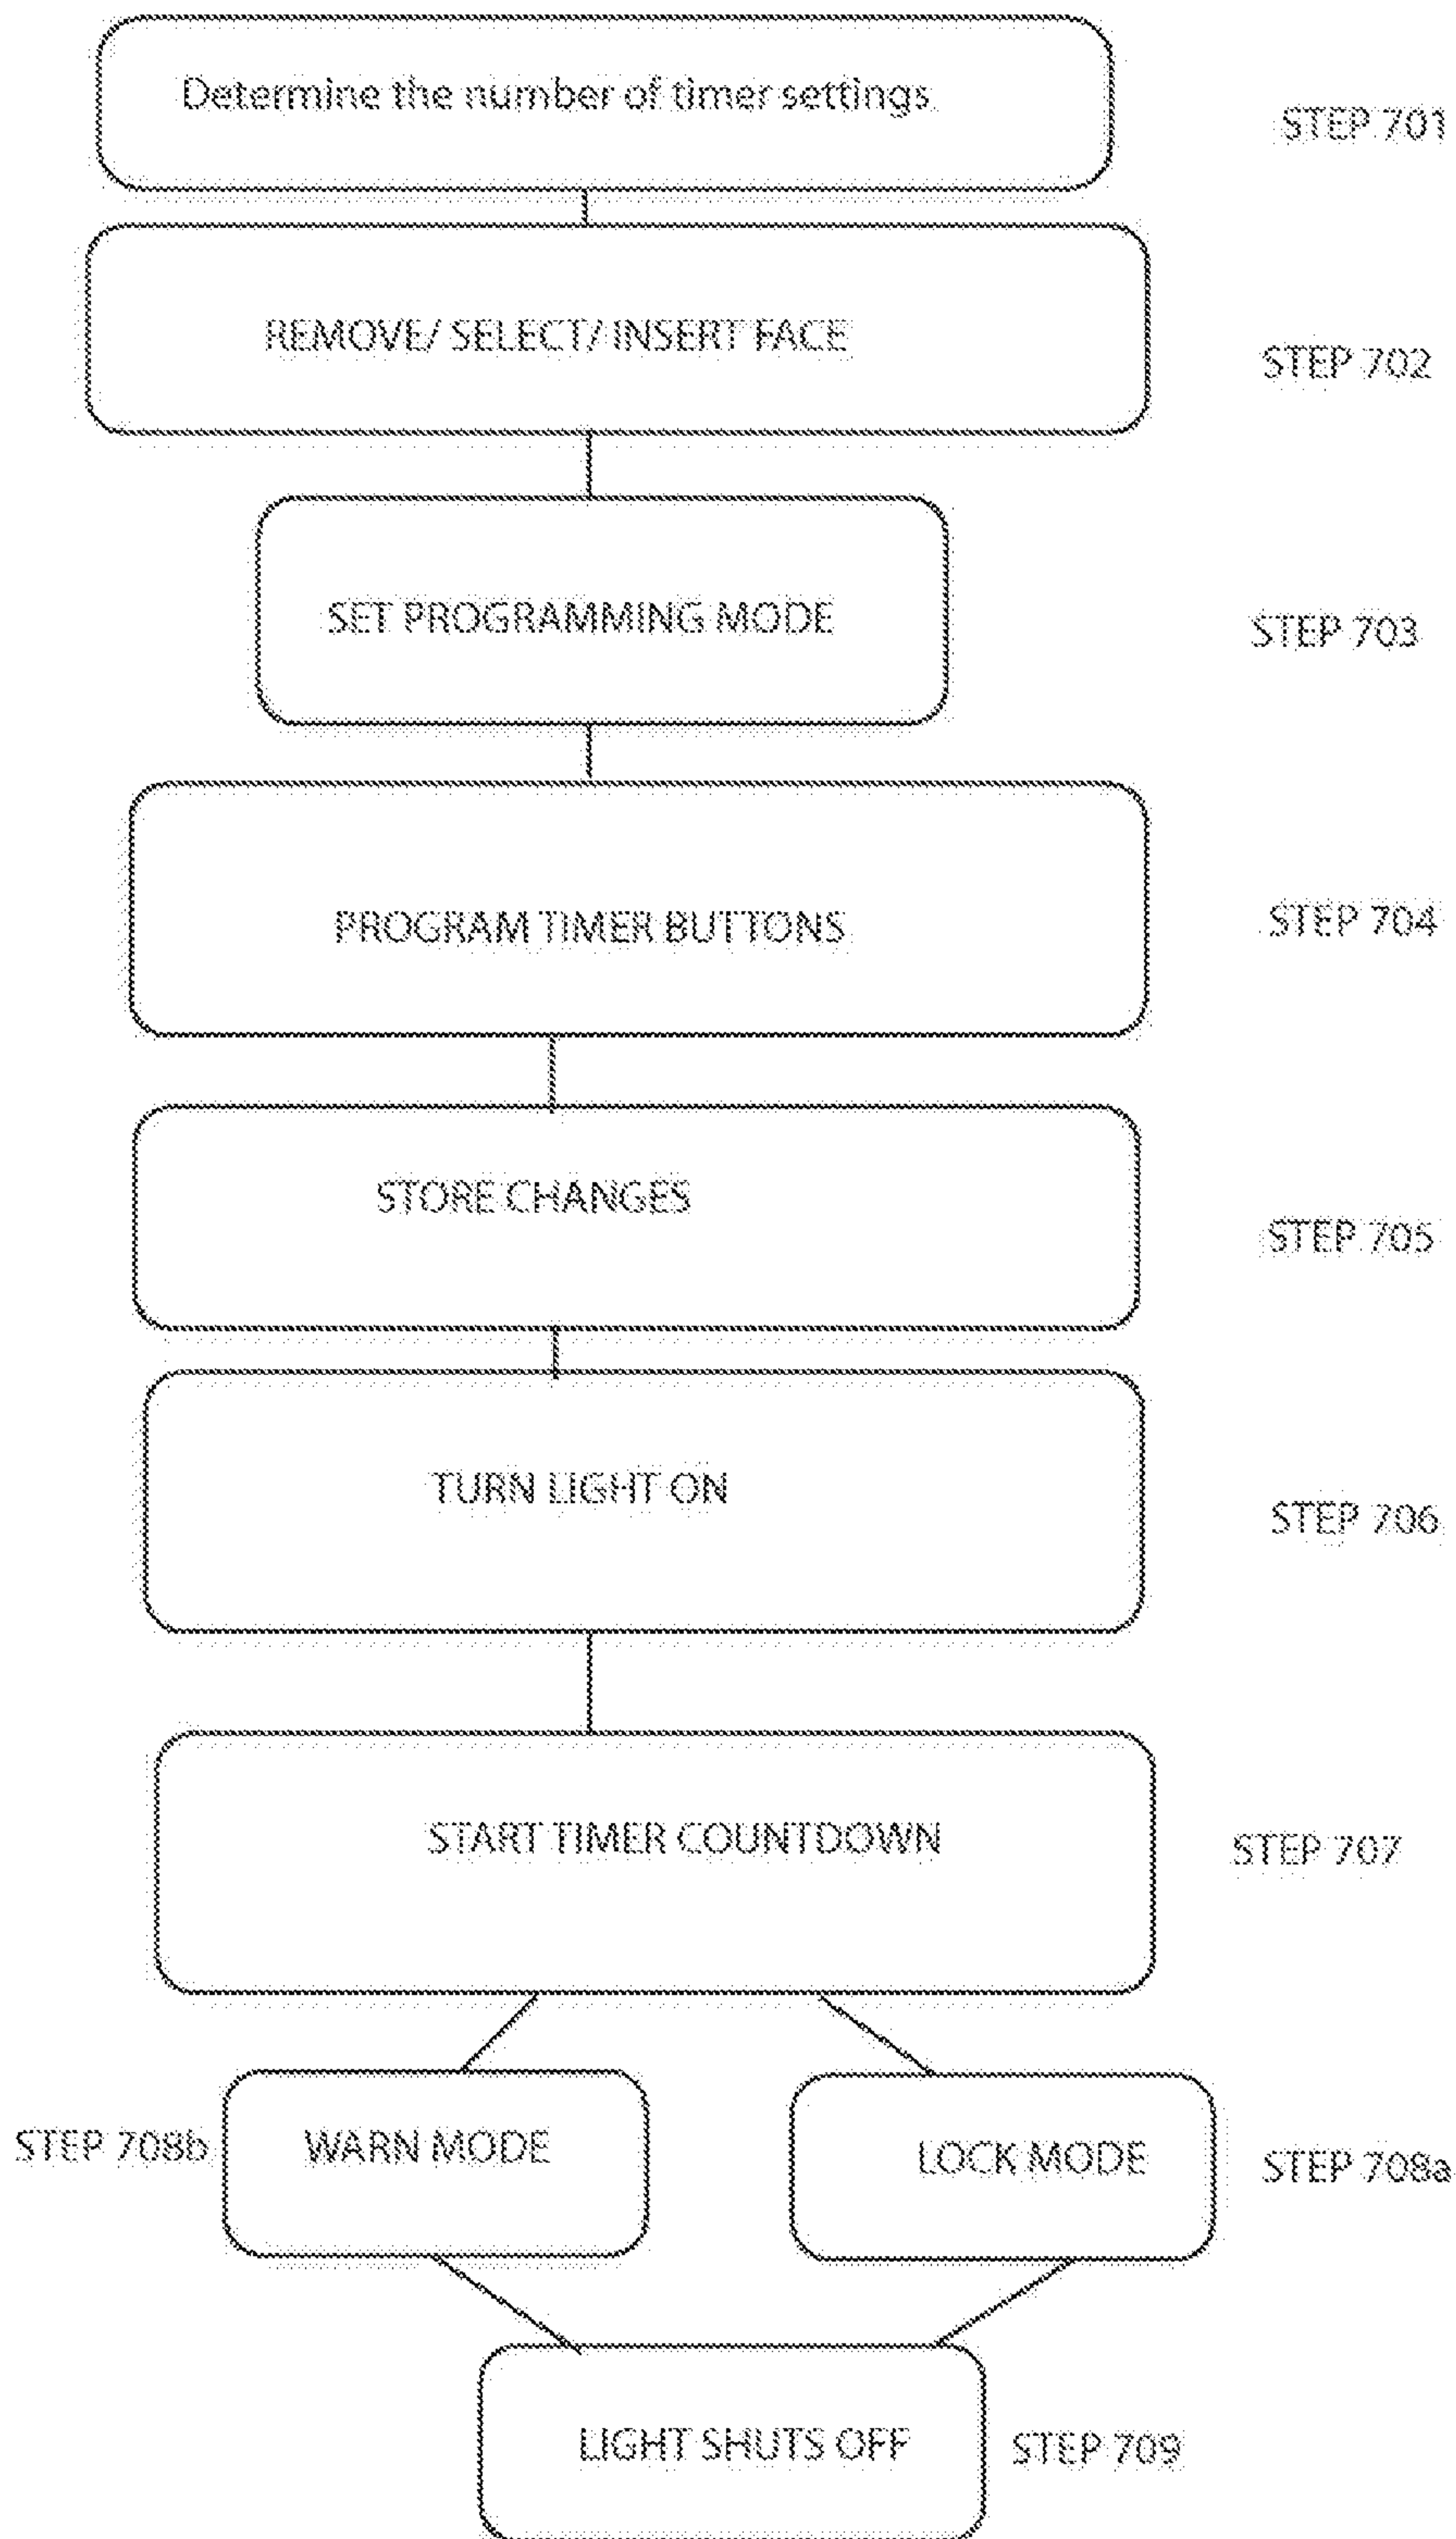 Determine the number of timer settings
STEP 701
REMOVE/ SELECT/ INSERT FACE
STEP 702
SET PROGRAMMING MODE
STEP 703
PROGRAM TIMER BUTTONS
STEP 704
STORE CHANGES
STEP 705
TURN LIGHT ON
STEP 706
START TIMER COUNTDOWN
STEP 707
STEP 708b
WARN MODE
LOCK MODE
STEP 708a
LIGHT SHUTS OFF
STEP 709